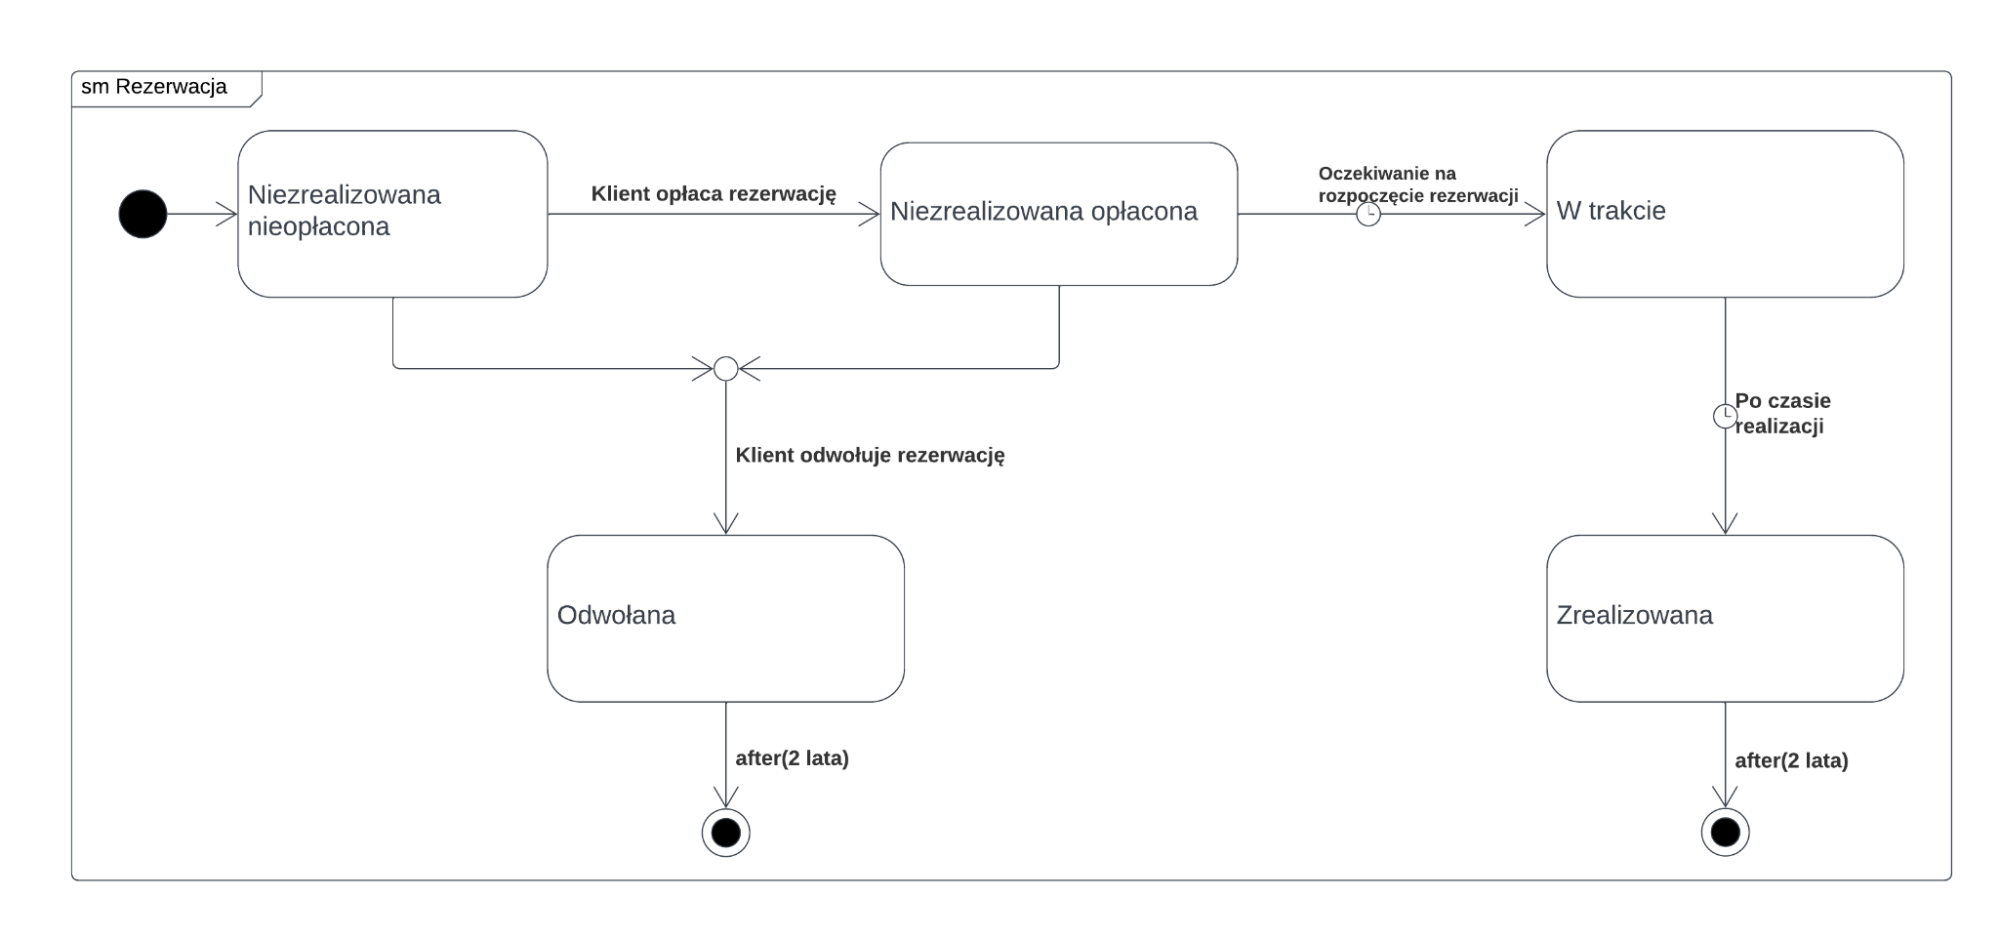 sm Rezerwacja
Niezrealizowana
nieopłacona
Klient opłaca rezerwację
Niezrealizowana opłacona
Oczekiwanie na
rozpoczęcie rezerwacji
W trakcie
Po czasie
realizacji
Klient odwołuje rezerwację
Odwołana
Zrealizowana
after(2 lata)
after(2 lata)